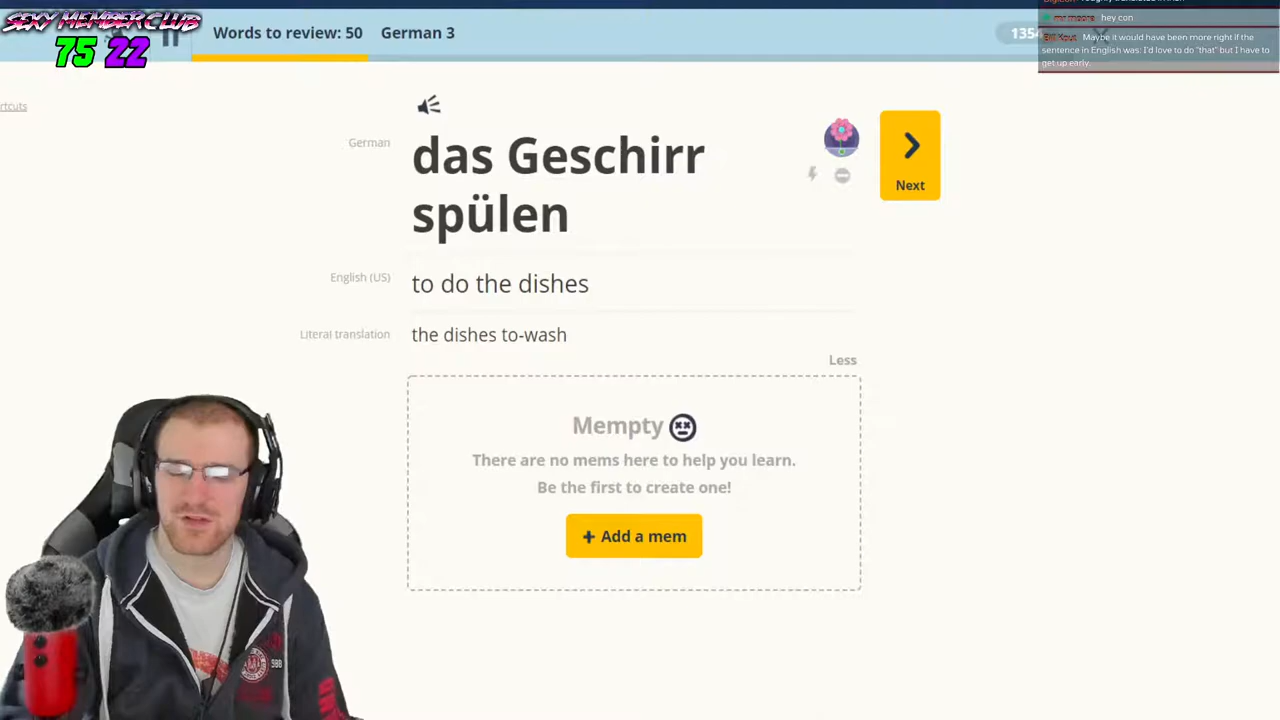 SEXY MEMBER CLUB
75 22
Words to review: 50 German 3
1354
hey con
Maybe it would have been more right if the
sentence in English was: I'd love to do "that" but I have to
get up early.
rtcuts
German
das Geschirr
spülen
Next
English (US)
to do the dishes
Literal translation
the dishes to-wash
Less
Mempty
There are no mems here to help you learn.
Be the first to create one!
+ Add a mem